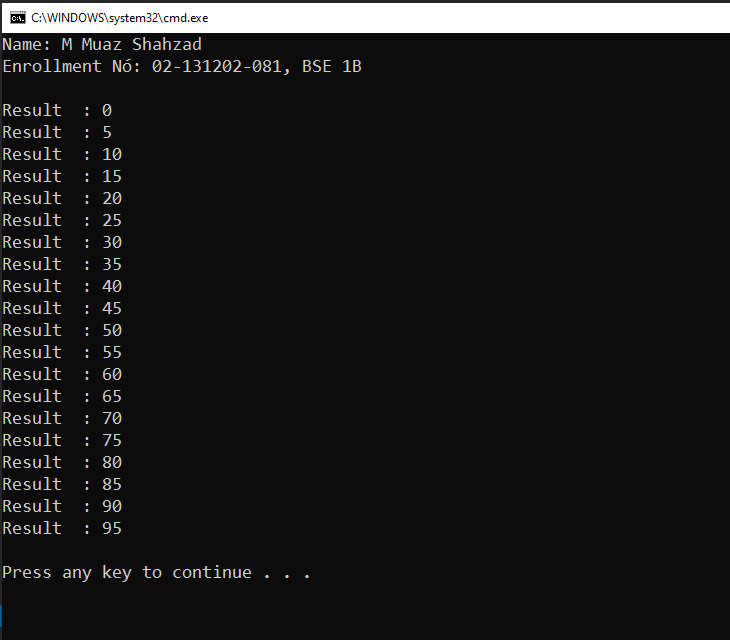 C:\WINDOWS\system32\cmd.exe
Name: M Muaz Shahzad
Enrollment Nó: 02-131202-081, BSE 1B
Result  : 0
Result  : 5
Result  : 10
Result  : 15
Result  : 20
Result  : 25
Result  : 30
Result  : 35
Result  : 40
Result  : 45
Result  : 50
Result  : 55
Result  : 60
Result  : 65
Result  : 70
Result  : 75
Result  : 80
Result  : 85
Result  : 90
Result  : 95
Press any key to continue . . .